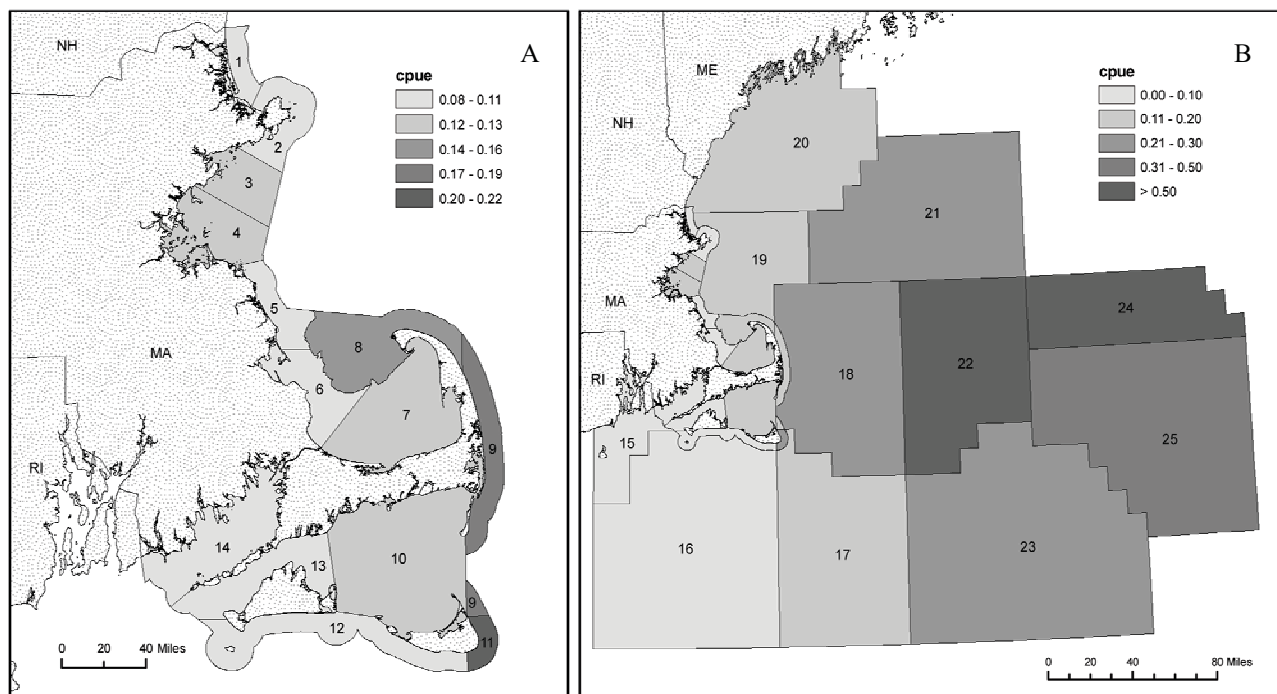 A
NH
cpue
0.08 - 0.11
0.12 - 0.13
0.14 - 0.16
0.17 - 0.19
0.20 - 0.22
1
2
3
4
5
8
MA
6
7
9
RI
14
10
13
9
12
11
0 20 40 Miles
B
ME
cpue
0.00 - 0.10
0.11 - 0.20
0.21 - 0.30
0.31 - 0.50
> 0.50
NH
20
21
19
MA
24
22
18
RI
25
15
16
17
23
0 20 40 80 Miles